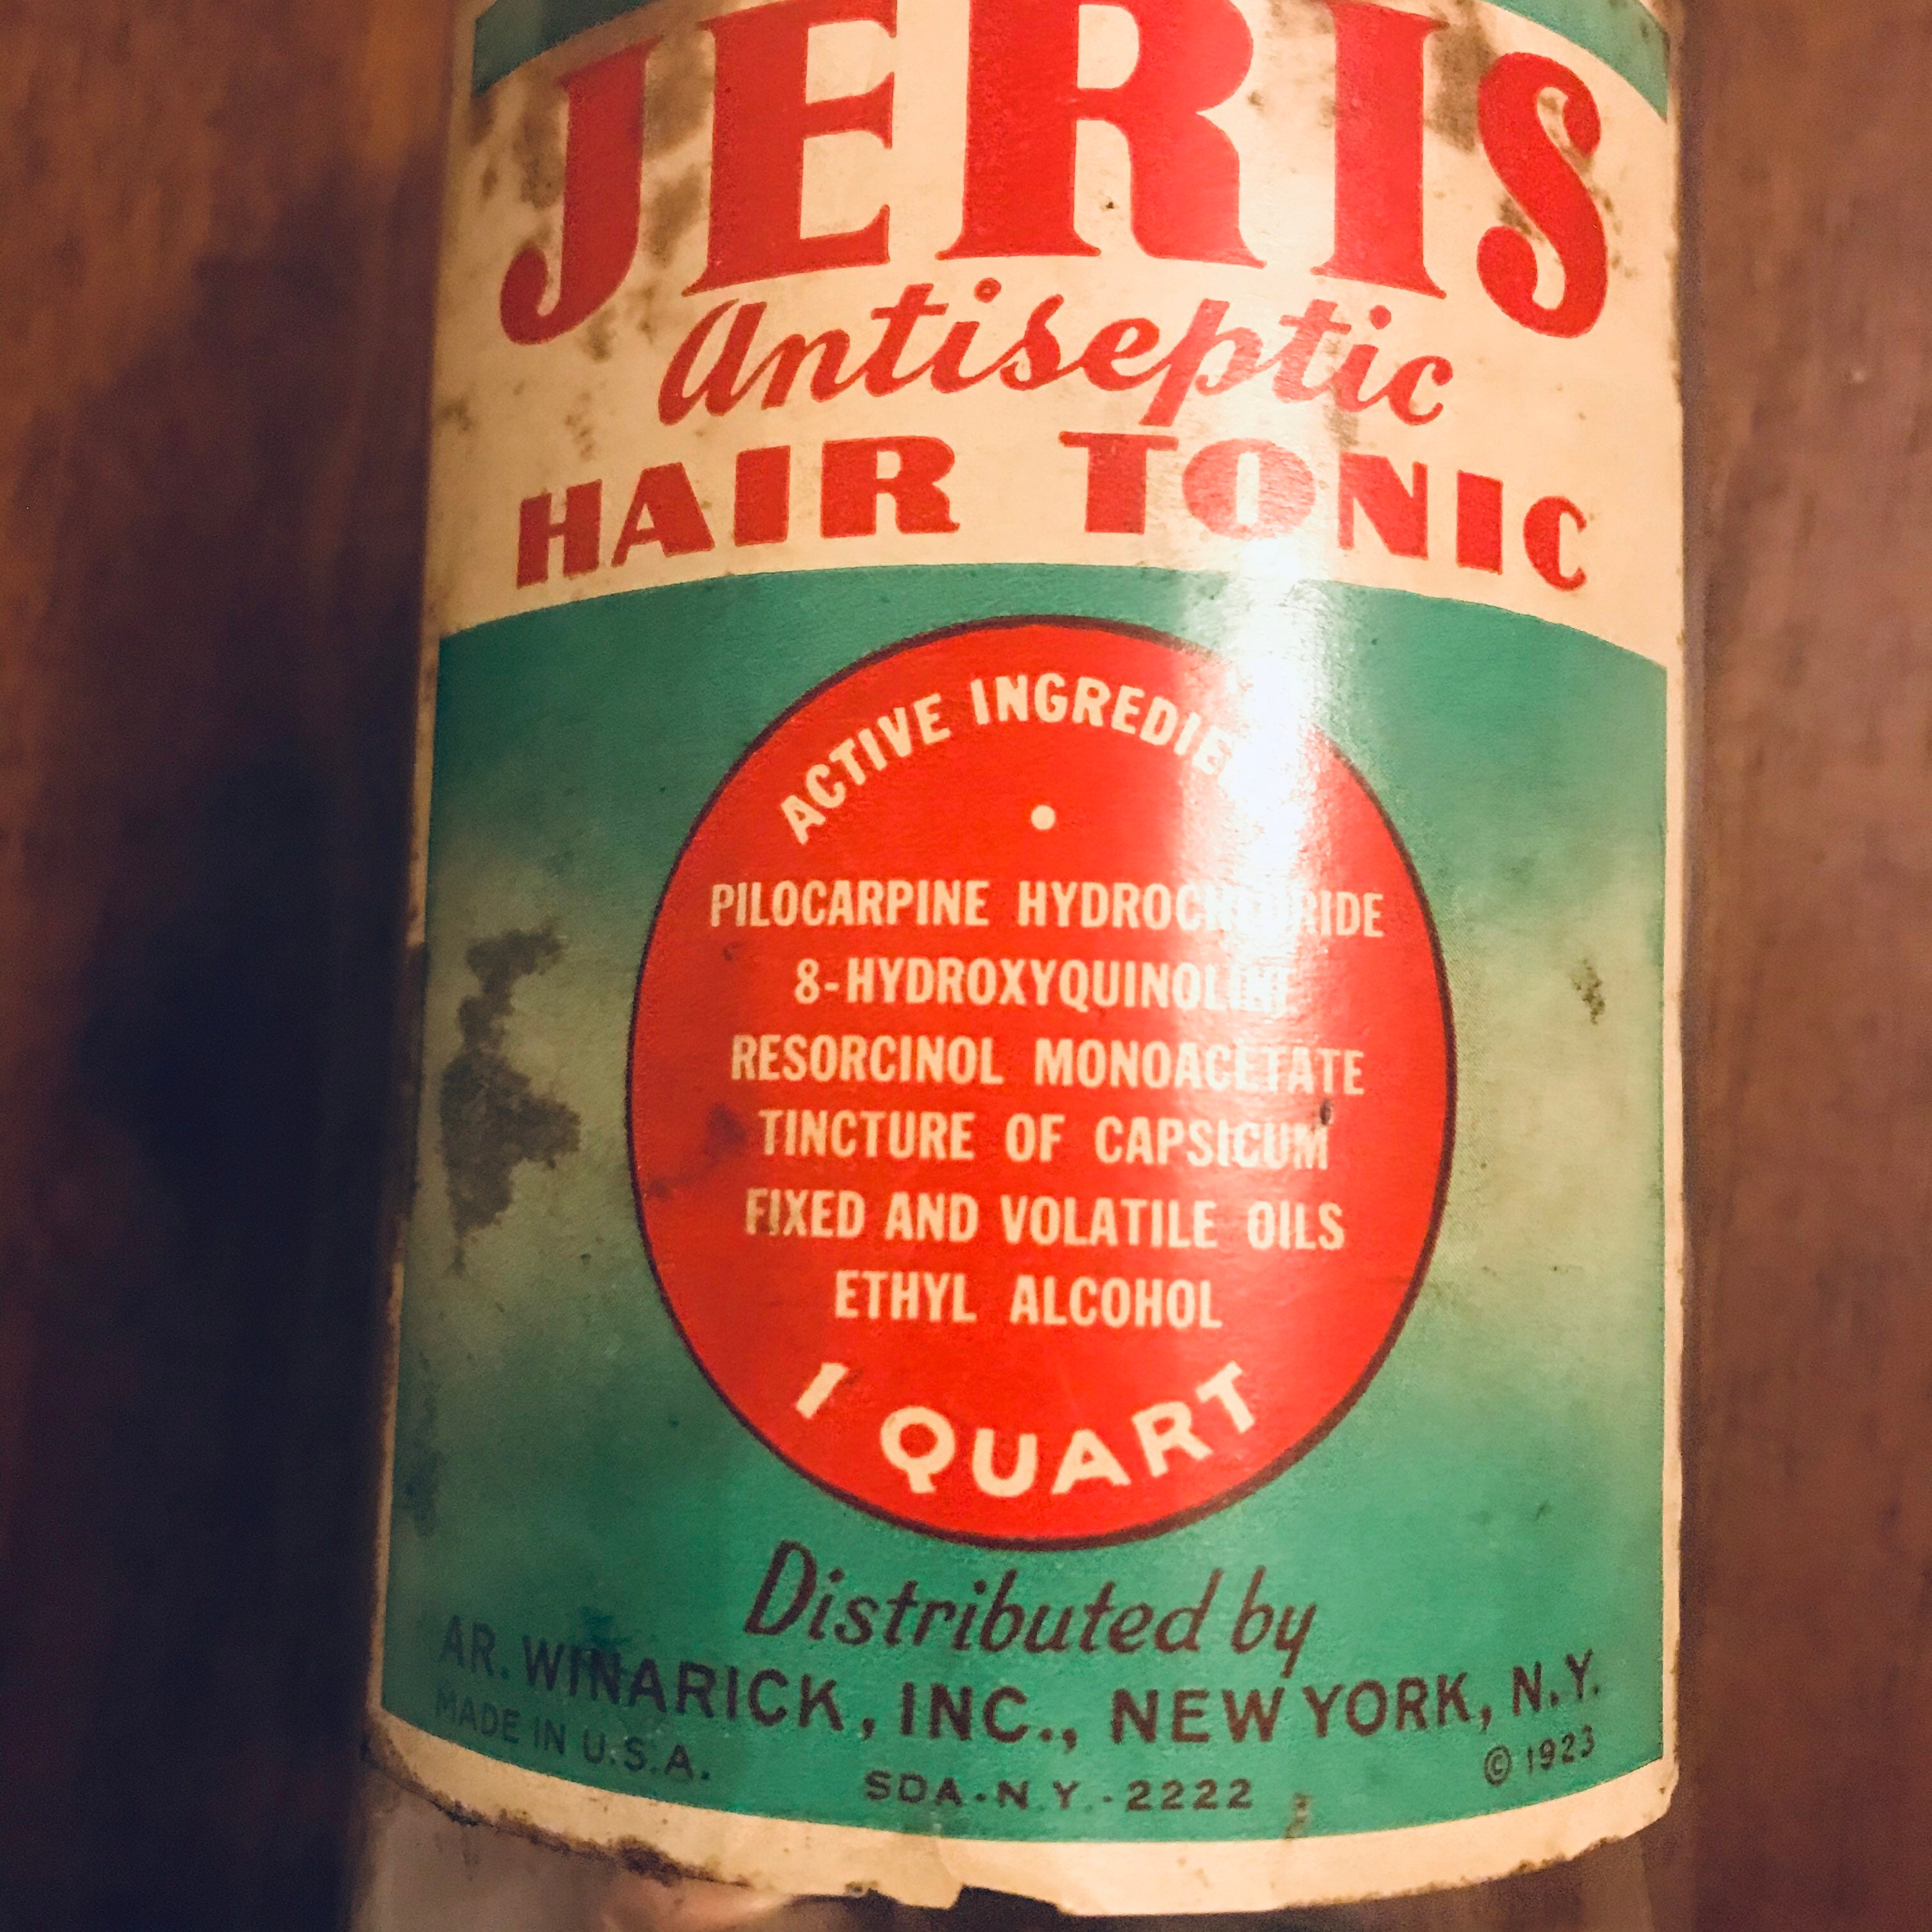 JERIS
Antiseptic
HAIR TONIC
ACTIVE
PILOCARPINE HYDROCHLORIDE
8-HYDROXYQUINOLINE
RESORCINOL MONOACETATE
TINCTURE OF CAPSICUM
FIXED AND VOLATILE OILS
ETHYL ALCOHOL
1 QUART
Distributed by
AR. WINARICK, INC., NEW YORK, N.Y.
MADE IN U.S.A.
SDA-N.Y.-2222
© 1923